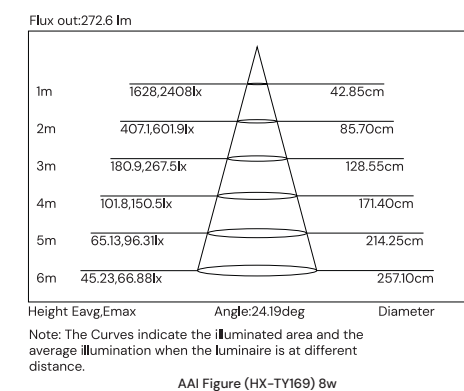 Flux out:272.6 lm
1m 1628,2408lx 42.85cm
2m 407.1,601.9lx 85.70cm
3m 180.9,267.5lx 128.55cm
4m 101.8,150.5lx 171.40cm
5m 65.13,96.31lx 214.25cm
6m 45.23,66.88lx 257.10cm
Height Eavg,Emax Angle:24.19deg Diameter
Note: The Curves indicate the illuminated area and the
average illumination when the luminaire is at different
distance.
AAI Figure (HX-TY169) 8w